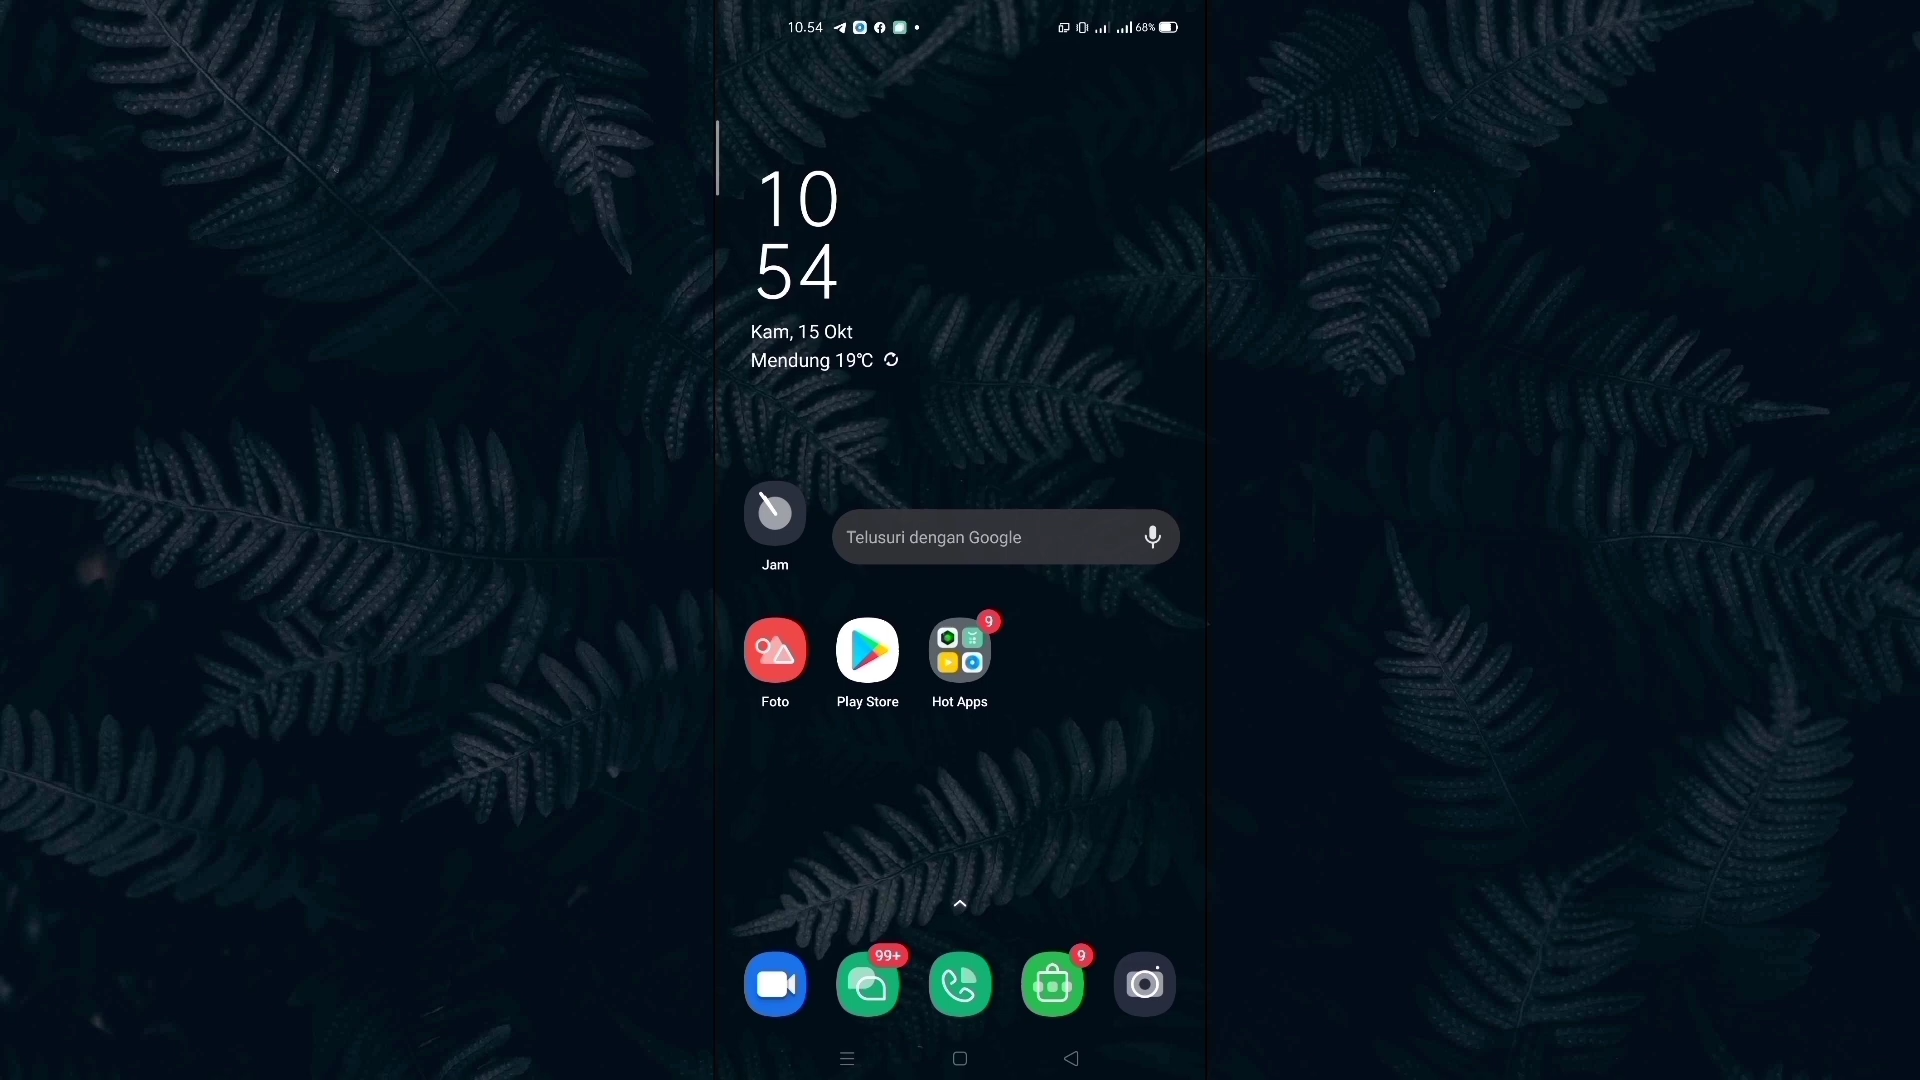 10.54
68%
10
54
Kam, 15 Okt
Mendung 19℃
Telusuri dengan Google
Jam
9
Foto
Play Store
Hot Apps
99+
9